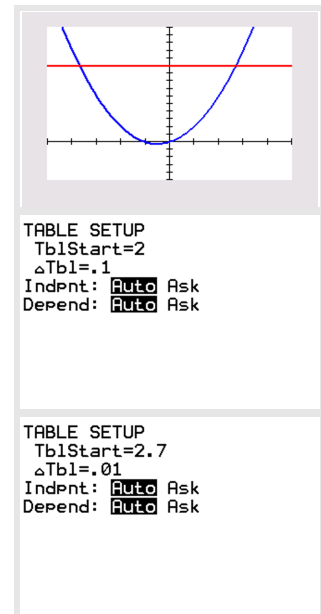 TABLE SETUP
TblStart=2
△Tbl=.1
Indpnt: Auto Ask
Depend: Auto Ask
TABLE SETUP
TblStart=2.7
△Tbl=.01
Indpnt: Auto Ask
Depend: Auto Ask